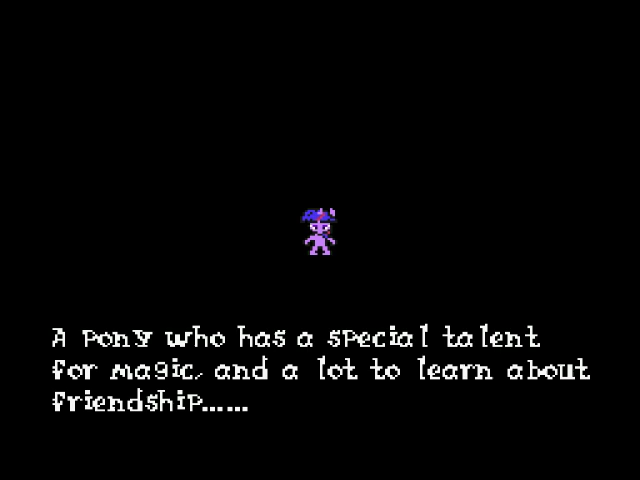 A pony who has a special talent
for magic, and a lot to learn about
friendship......